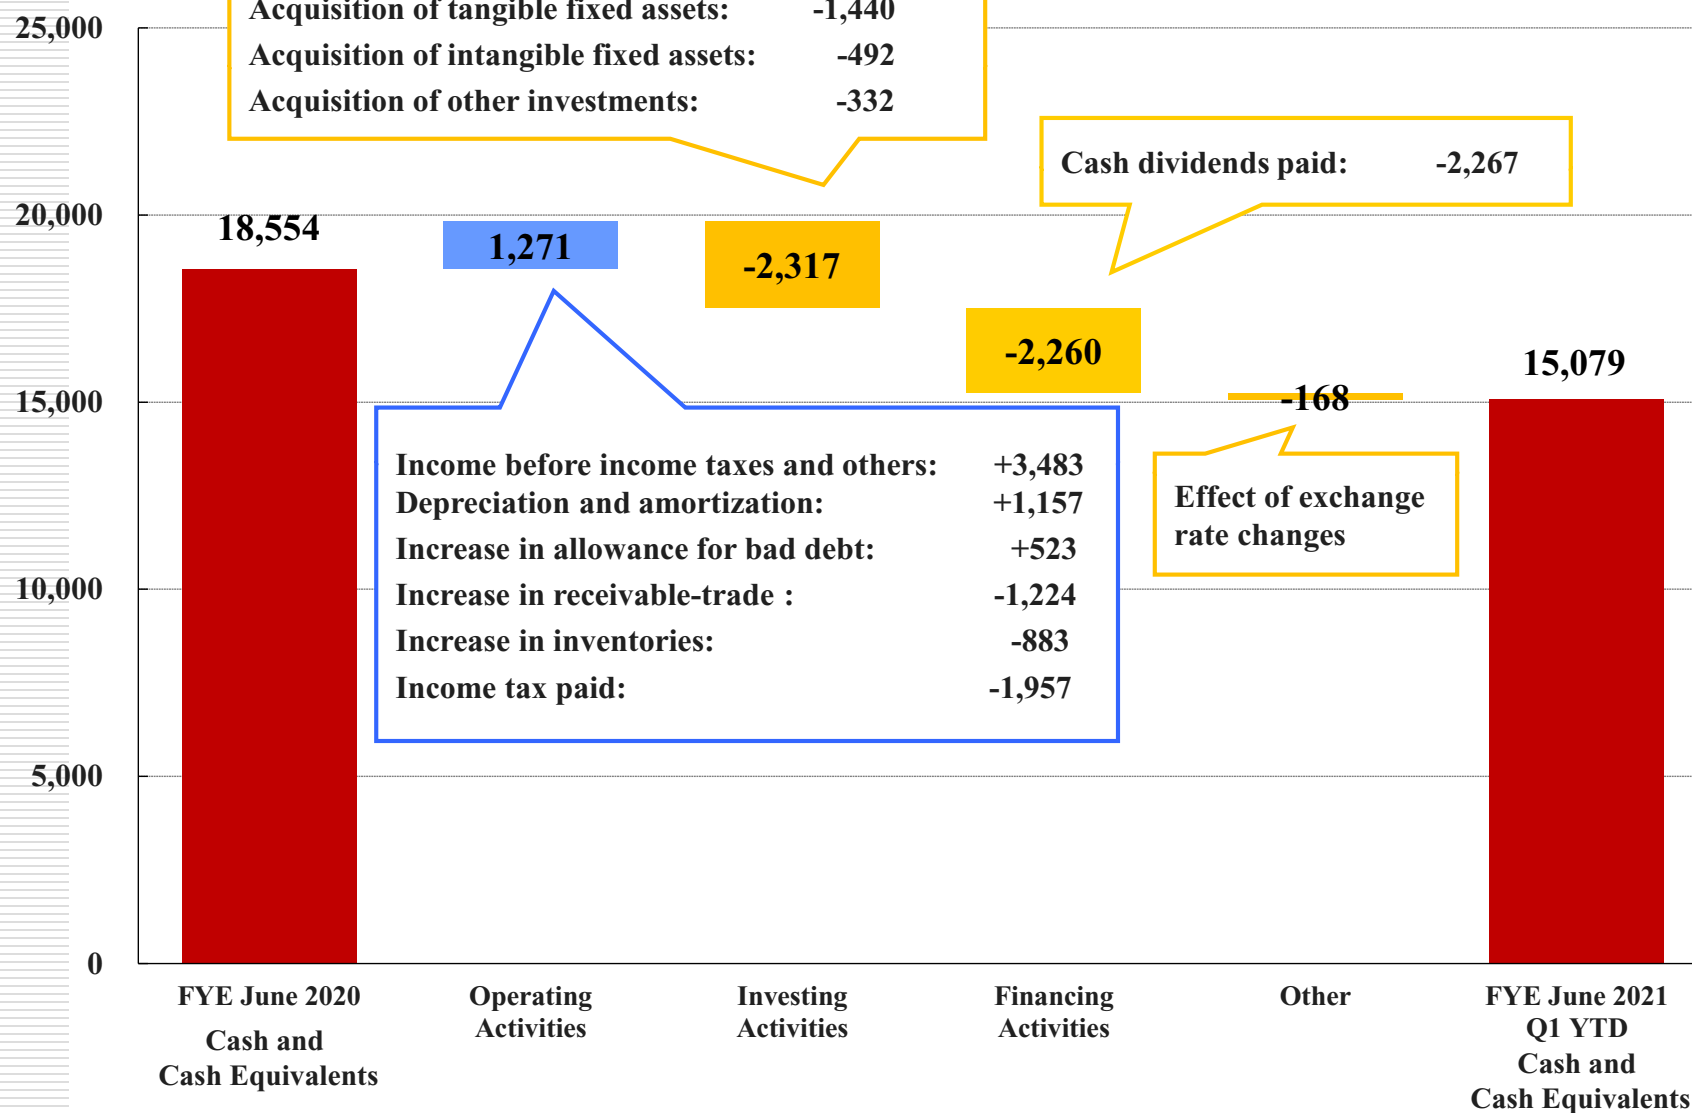 Acquisition of tangible fixed assets: -1,440
Acquisition of intangible fixed assets: -492
Acquisition of other investments: -332
Cash dividends paid: -2,267
25,000
20,000
15,000
10,000
5,000
0
18,554
1,271
-2,317
-2,260
-168
15,079
Income before income taxes and others: +3,483
Depreciation and amortization: +1,157
Increase in allowance for bad debt: +523
Increase in receivable-trade : -1,224
Increase in inventories: -883
Income tax paid: -1,957
Effect of exchange
rate changes
FYE June 2020
Cash and
Cash Equivalents
Operating
Activities
Investing
Activities
Financing
Activities
Other
FYE June 2021
Q1 YTD
Cash and
Cash Equivalents